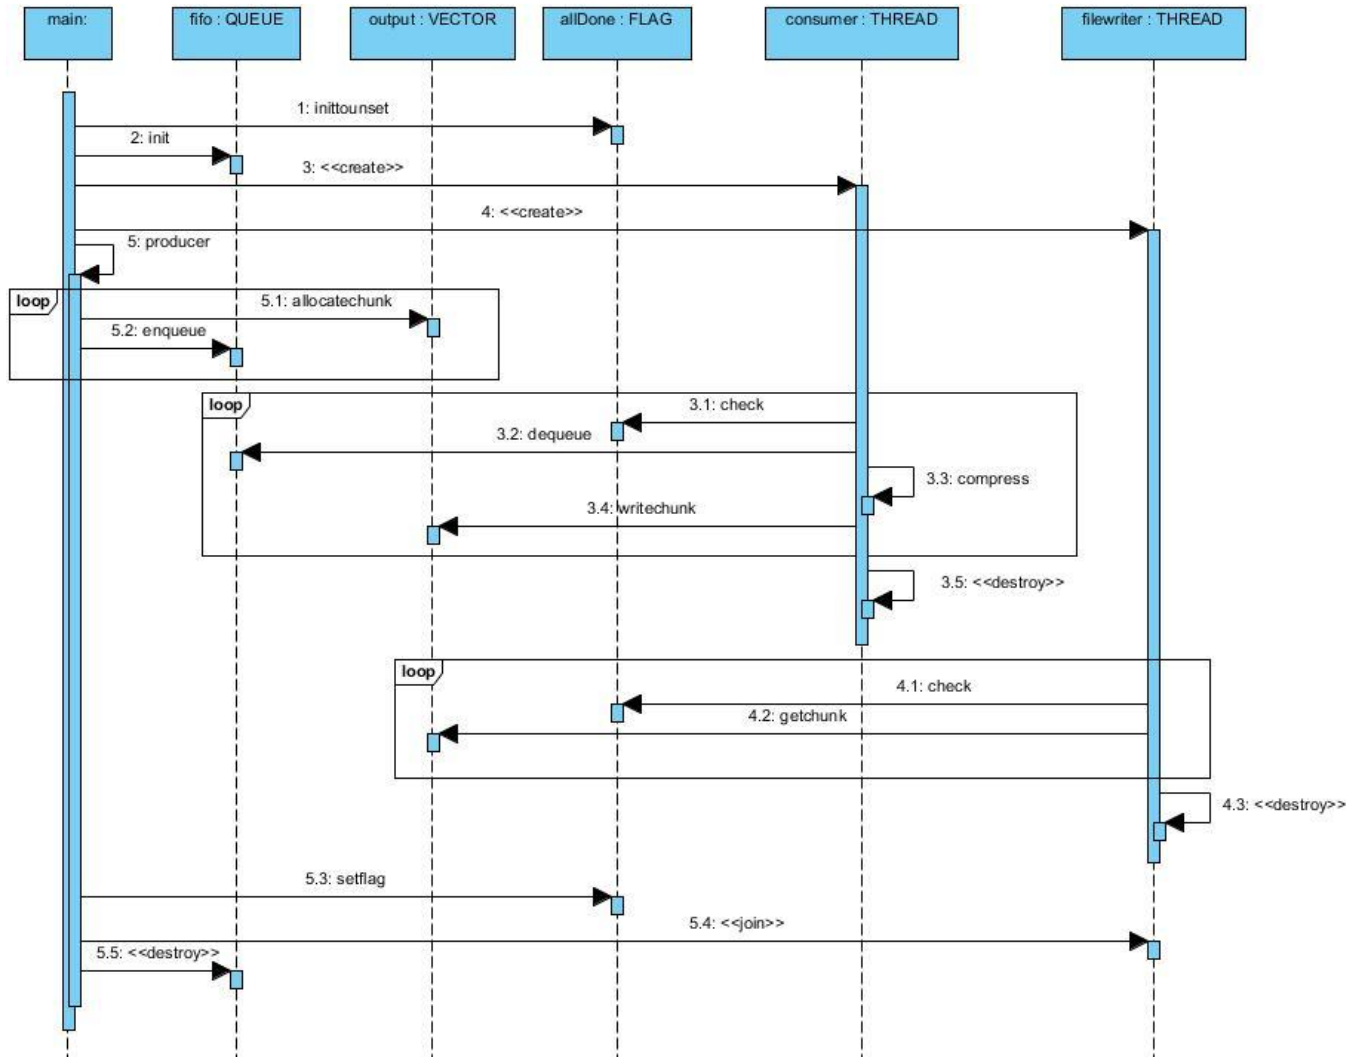 main:
fifo : QUEUE
output : VECTOR
allDone : FLAG
consumer : THREAD
filewriter : THREAD
1: inittounset
2: init
3: <<create>>
4: <<create>>
5: producer
loop
5.1: allocatechunk
5.2: enqueue
loop
3.1: check
3.2: dequeue
3.3: compress
3.4: writechunk
3.5: <<destroy>>
loop
4.1: check
4.2: getchunk
4.3: <<destroy>>
5.3: setflag
5.4: <<join>>
5.5: <<destroy>>